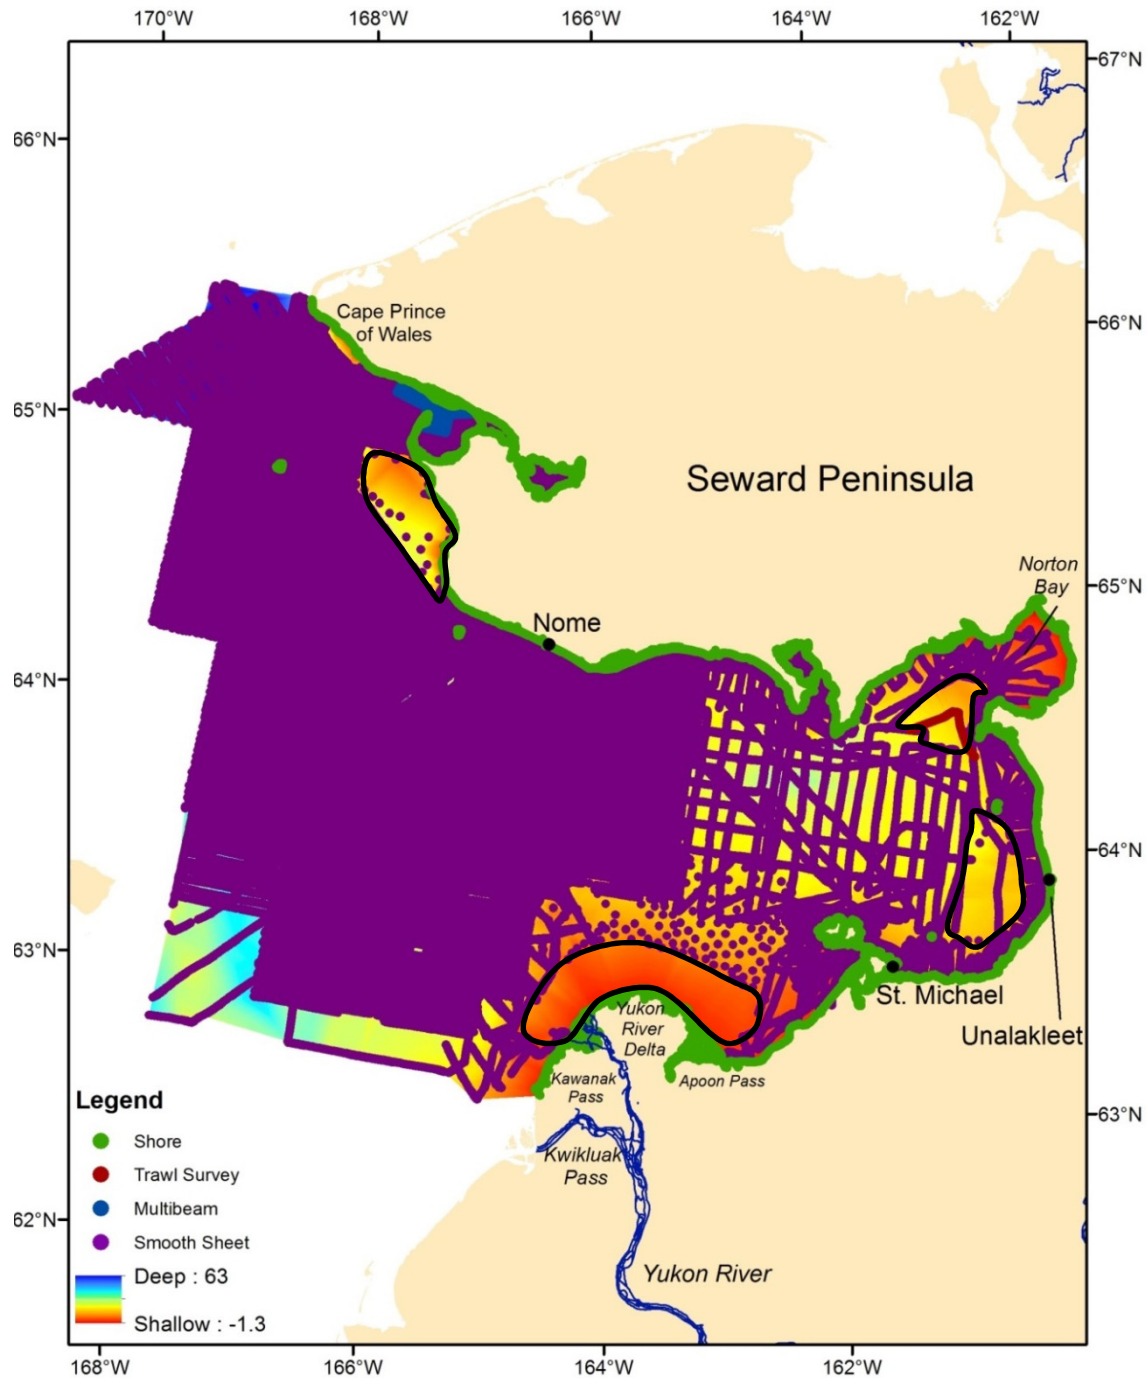 170°W 168°W 166°W 164°W 162°W
67°N
66°N
Cape Prince
of Wales
66°N
65°N
Seward Peninsula
Norton
Bay
65°N
Nome
64°N
64°N
63°N
St. Michael
Yukon
River
Delta
Unalakleet
Kawanak
Pass
Apoon Pass
63°N
Kwikluak
Pass
Legend
Shore
Trawl Survey
Multibeam
Smooth Sheet
Deep : 63
Shallow : -1.3
62°N
Yukon River
168°W 166°W 164°W 162°W